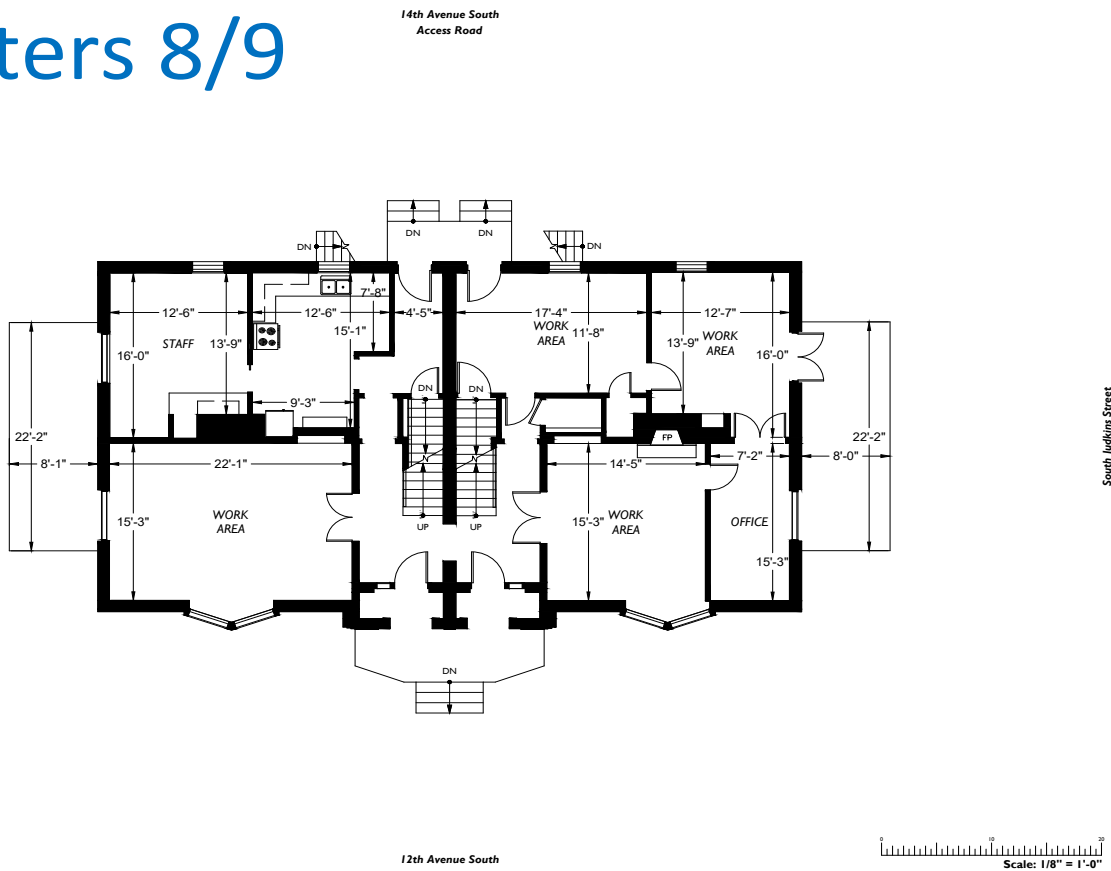 ters 8/9
14th Avenue South
Access Road
DN
DN
DN
DN
7'-8"
12'-6"
12'-6"
4'-5"
17'-4"
12'-7"
15'-1"
WORK
AREA
11'-8"
STAFF
13'-9"
13'-9"
WORK
AREA
16'-0"
16'-0"
DN
DN
9'-3"
22'-2"
8'-1"
22'-1"
FP
14'-5"
7'-2"
22'-2"
8'-0"
South Judkins Street
15'-3"
WORK
AREA
UP
UP
15'-3"
WORK
AREA
OFFICE
15'-3"
DN
12th Avenue South
0
10
20
Scale: 1/8" = 1'-0"